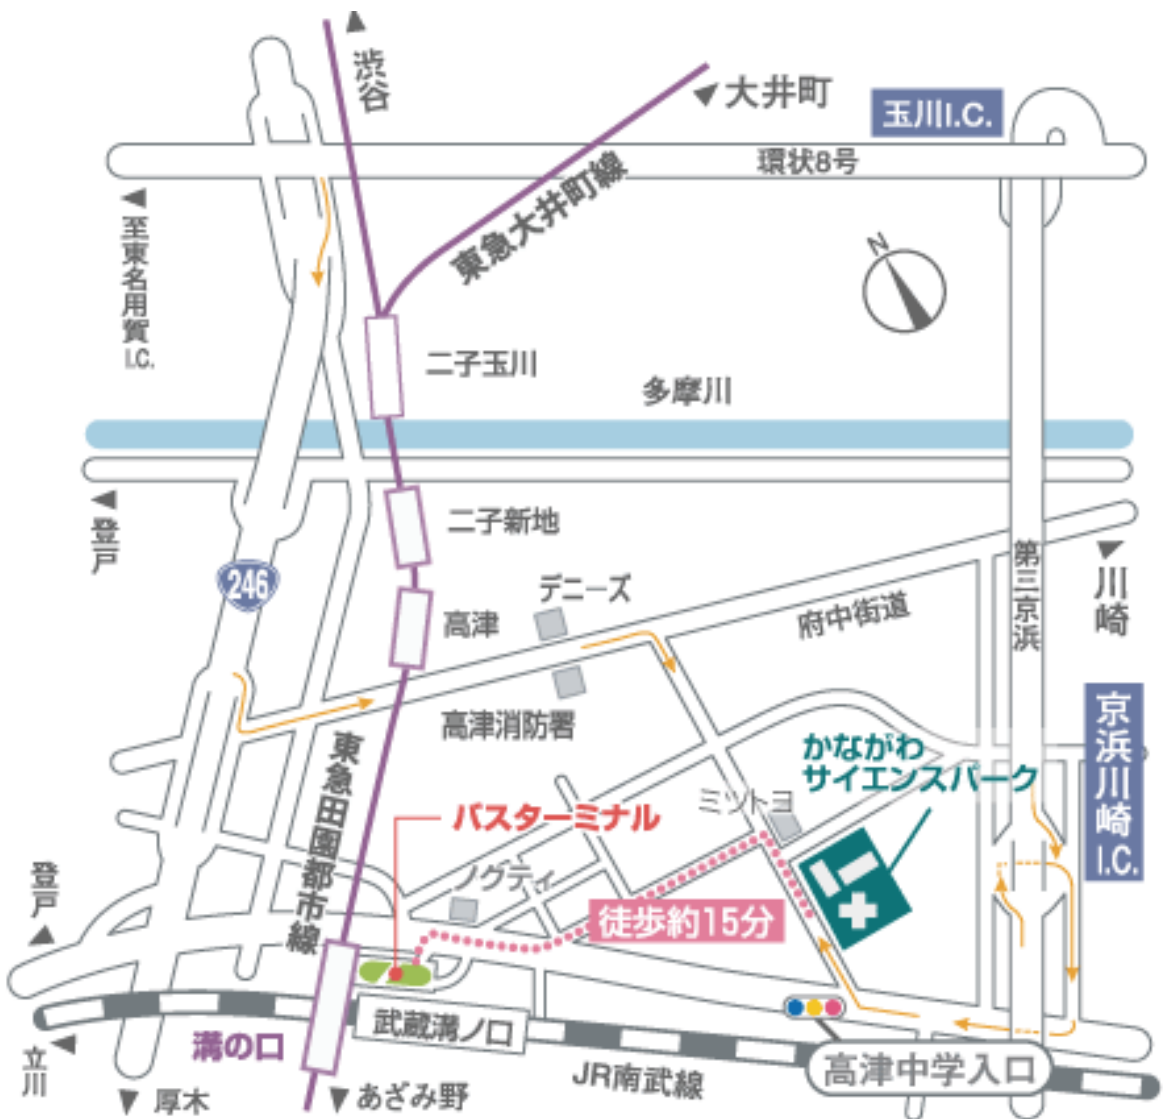 渋谷
大井町
玉川I.C.
環状8号
東急大井町線
至東名用賀I.C.
N
二子玉川
多摩川
登戸
二子新地
246
デニーズ
高津
府中街道
第三京浜
川崎
高津消防署
京浜川崎I.C.
東急田園都市線
かながわ
サイエンスパーク
ミツトヨ
バスターミナル
登戸
ノクティ
徒歩約15分
溝の口
武蔵溝ノ口
立川
厚木
あざみ野
JR南武線
高津中学入口